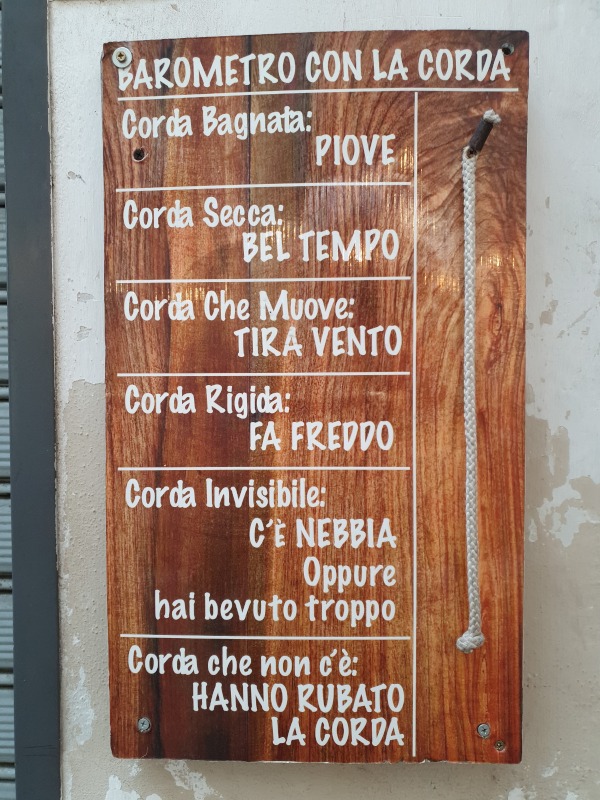 BAROMETRO CON LA CORDA
Corda Bagnata:
PIOVE
Corda Secca:
BEL TEMPO
Corda Che Muove:
TIRA VENTO
Corda Rigida:
FA FREDDO
Corda Invisibile:
C'È NEBBIA
Oppure
hai bevuto troppo
Corda che non c'è:
HANNO RUBATO
LA CORDA